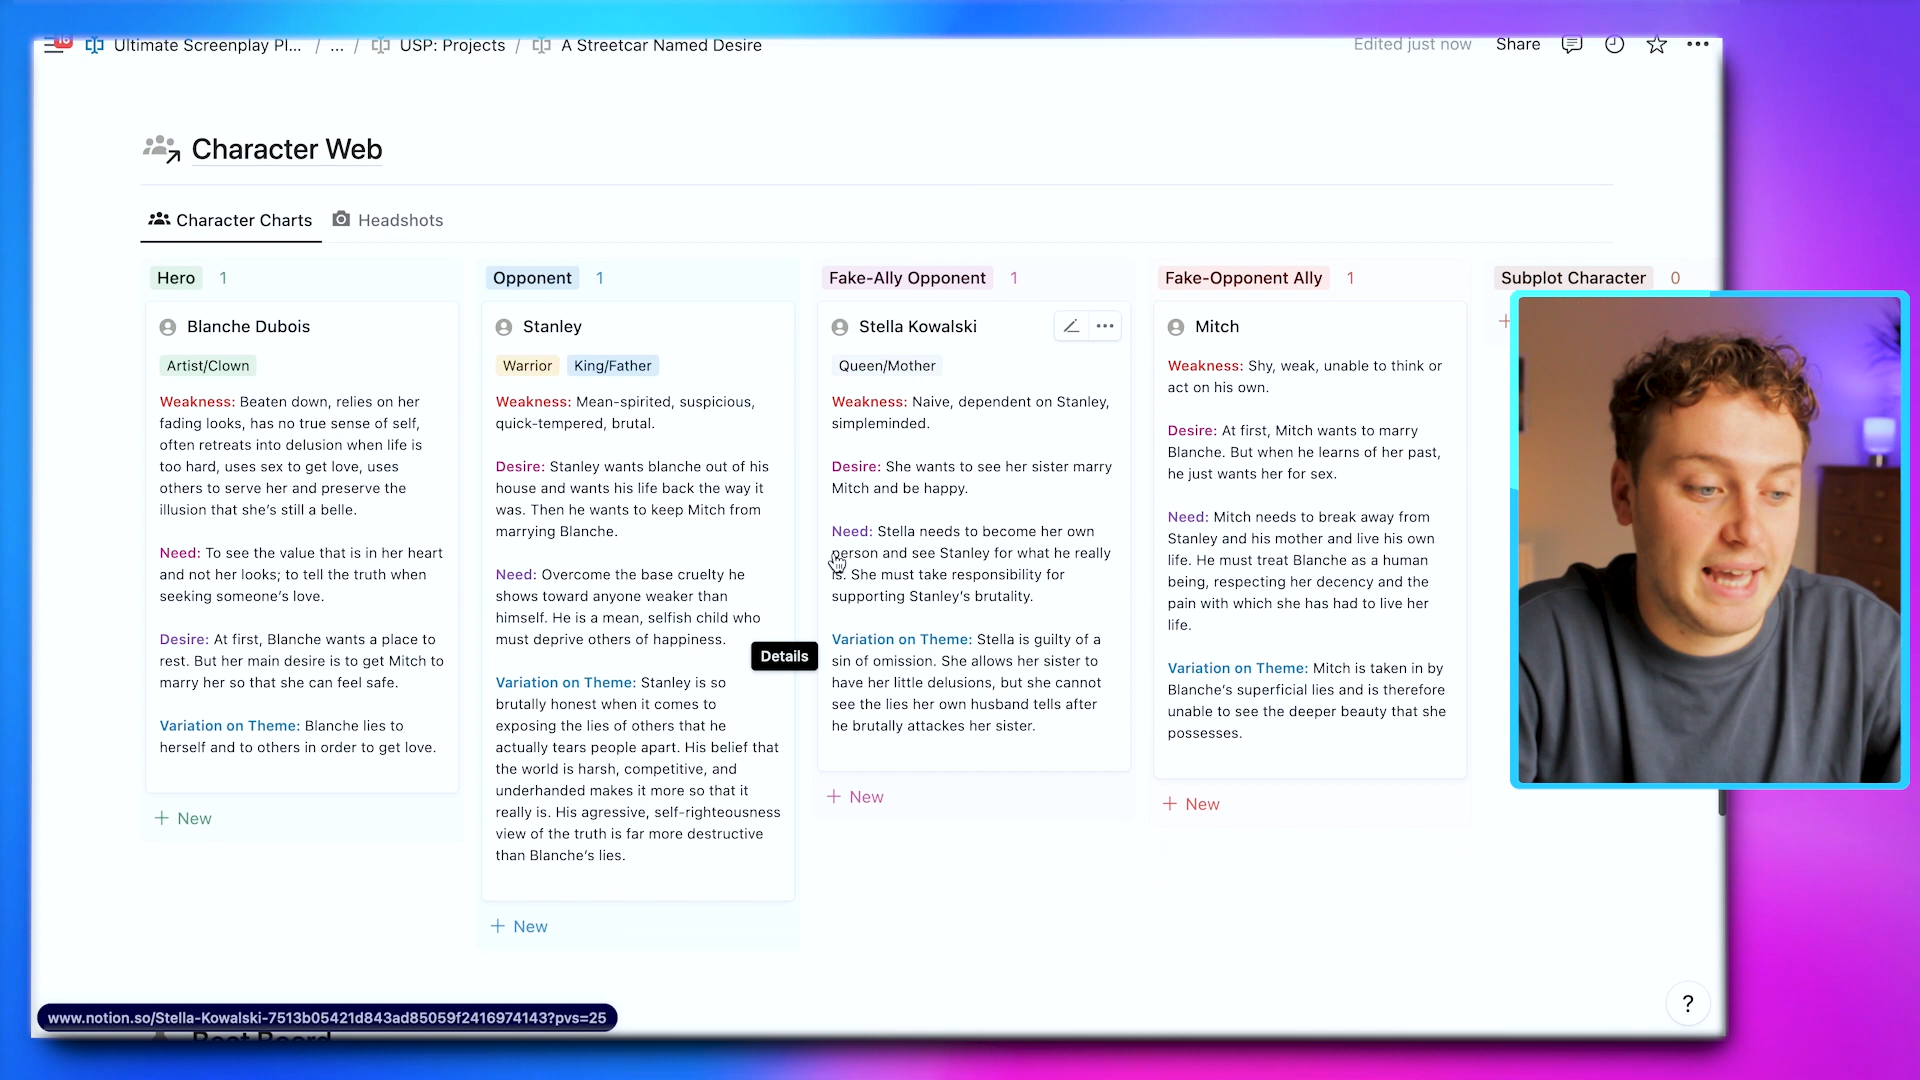 16 Ultimate Screenplay Pl... / ... / USP: Projects / A Streetcar Named Desire
Edited just now Share
Character Web
Character Charts Headshots
Hero 1
Blanche Dubois
Artist/Clown
Weakness: Beaten down, relies on her
fading looks, has no true sense of self,
often retreats into delusion when life is
too hard, uses sex to get love, uses
others to serve her and preserve the
illusion that she's still a belle.
Need: To see the value that is in her heart
and not her looks; to tell the truth when
seeking someone's love.
Desire: At first, Blanche wants a place to
rest. But her main desire is to get Mitch to
marry her so that she can feel safe.
Variation on Theme: Blanche lies to
herself and to others in order to get love.
+ New
Opponent 1
Stanley
Warrior King/Father
Weakness: Mean-spirited, suspicious,
quick-tempered, brutal.
Desire: Stanley wants blanche out of his
house and wants his life back the way it
was. Then he wants to keep Mitch from
marrying Blanche.
Need: Overcome the base cruelty he
shows toward anyone weaker than
himself. He is a mean, selfish child who
must deprive others of happiness.
Variation on Theme: Stanley is so
brutally honest when it comes to
exposing the lies of others that he
actually tears people apart. His belief that
the world is harsh, competitive, and
underhanded makes it more so that it
really is. His agressive, self-righteousness
view of the truth is far more destructive
than Blanche's lies.
+ New
Details
Fake-Ally Opponent 1
Stella Kowalski
Queen/Mother
Weakness: Naive, dependent on Stanley,
simpleminded.
Desire: She wants to see her sister marry
Mitch and be happy.
Need: Stella needs to become her own
person and see Stanley for what he really
is. She must take responsibility for
supporting Stanley's brutality.
Variation on Theme: Stella is guilty of a
sin of omission. She allows her sister to
have her little delusions, but she cannot
see the lies her own husband tells after
he brutally attackes her sister.
+ New
Fake-Opponent Ally 1
Mitch
Weakness: Shy, weak, unable to think or
act on his own.
Desire: At first, Mitch wants to marry
Blanche. But when he learns of her past,
he just wants her for sex.
Need: Mitch needs to break away from
Stanley and his mother and live his own
life. He must treat Blanche as a human
being, respecting her decency and the
pain with which she has had to live her
life.
Variation on Theme: Mitch is taken in by
Blanche's superficial lies and is therefore
unable to see the deeper beauty that she
possesses.
+ New
Subplot Character 0
+
?
www.notion.so/Stella-Kowalski-7513b05421d843ad85059f2416974143?pvs=25
Beat Board